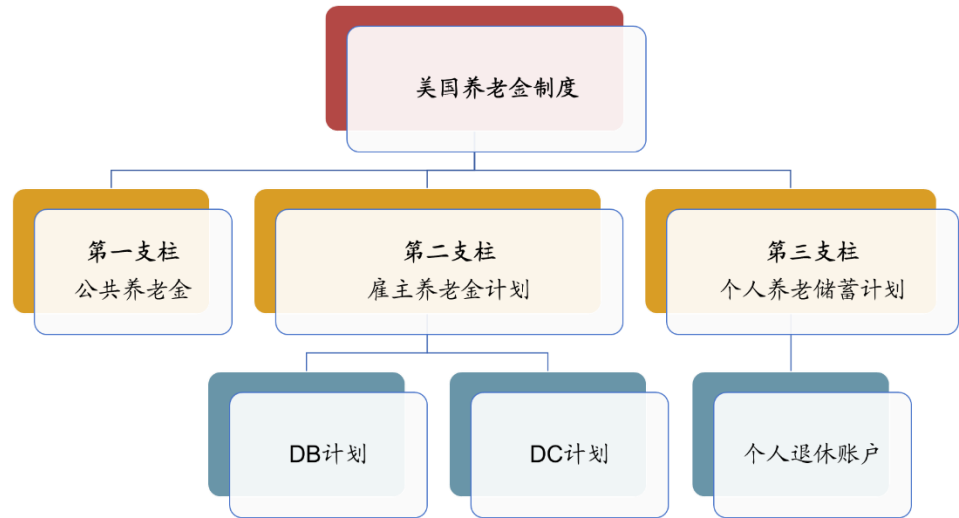 美国养老金制度
第一支柱
公共养老金
第二支柱
雇主养老金计划
第三支柱
个人养老储蓄计划
DB计划
DC计划
个人退休账户